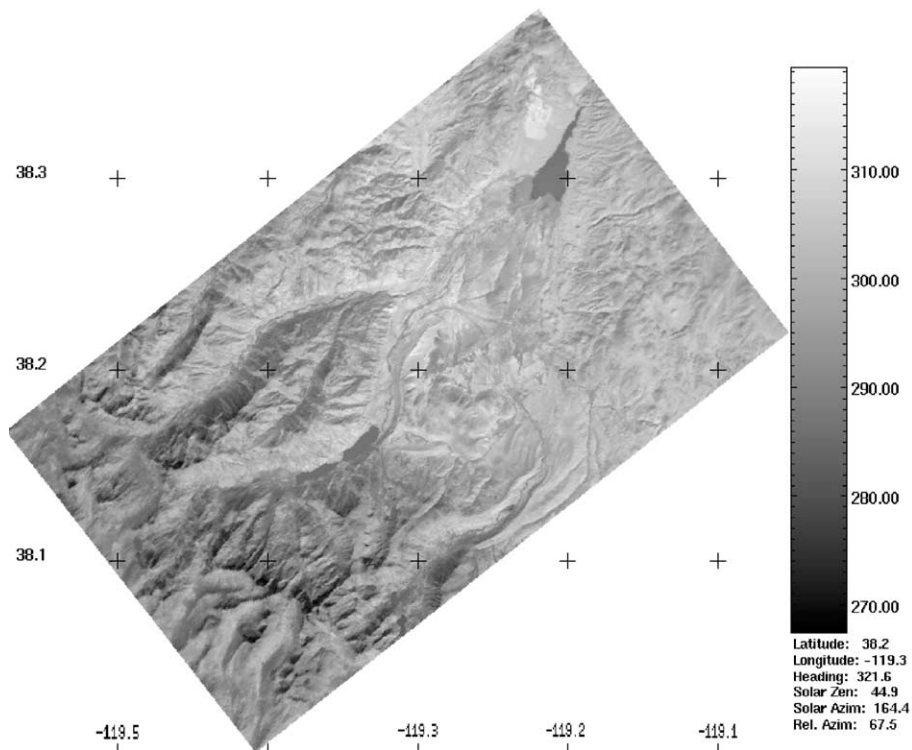 310.00
38.3
300.00
290.00
38.2
280.00
38.1
270.00
Latitude: 38.2
Longitude: -119.3
Heading: 321.6
Solar Zen: 44.9
Solar Azim: 164.4
Rel. Azim: 67.5
-119.5 -119.3 -119.2 -119.1